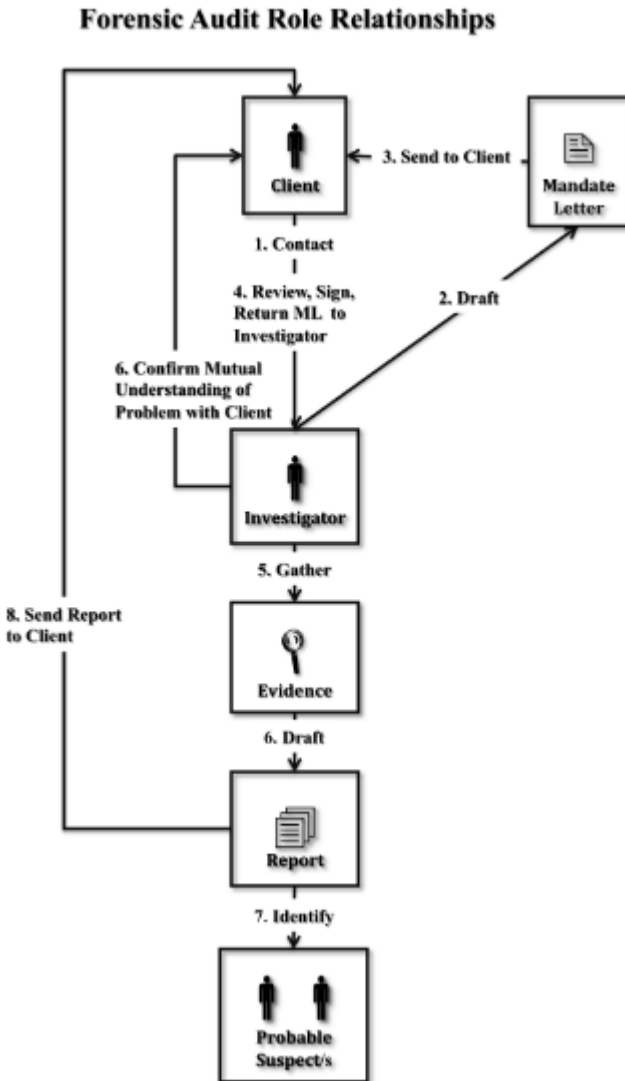 Forensic Audit Role Relationships
Client
3. Send to Client
Mandate
Letter
1. Contact
4. Review, Sign,
Return ML to
Investigator
2. Draft
6. Confirm Mutual
Understanding of
Problem with Client
Investigator
5. Gather
8. Send Report
to Client
Evidence
6. Draft
Report
7. Identify
Probable
Suspect/s